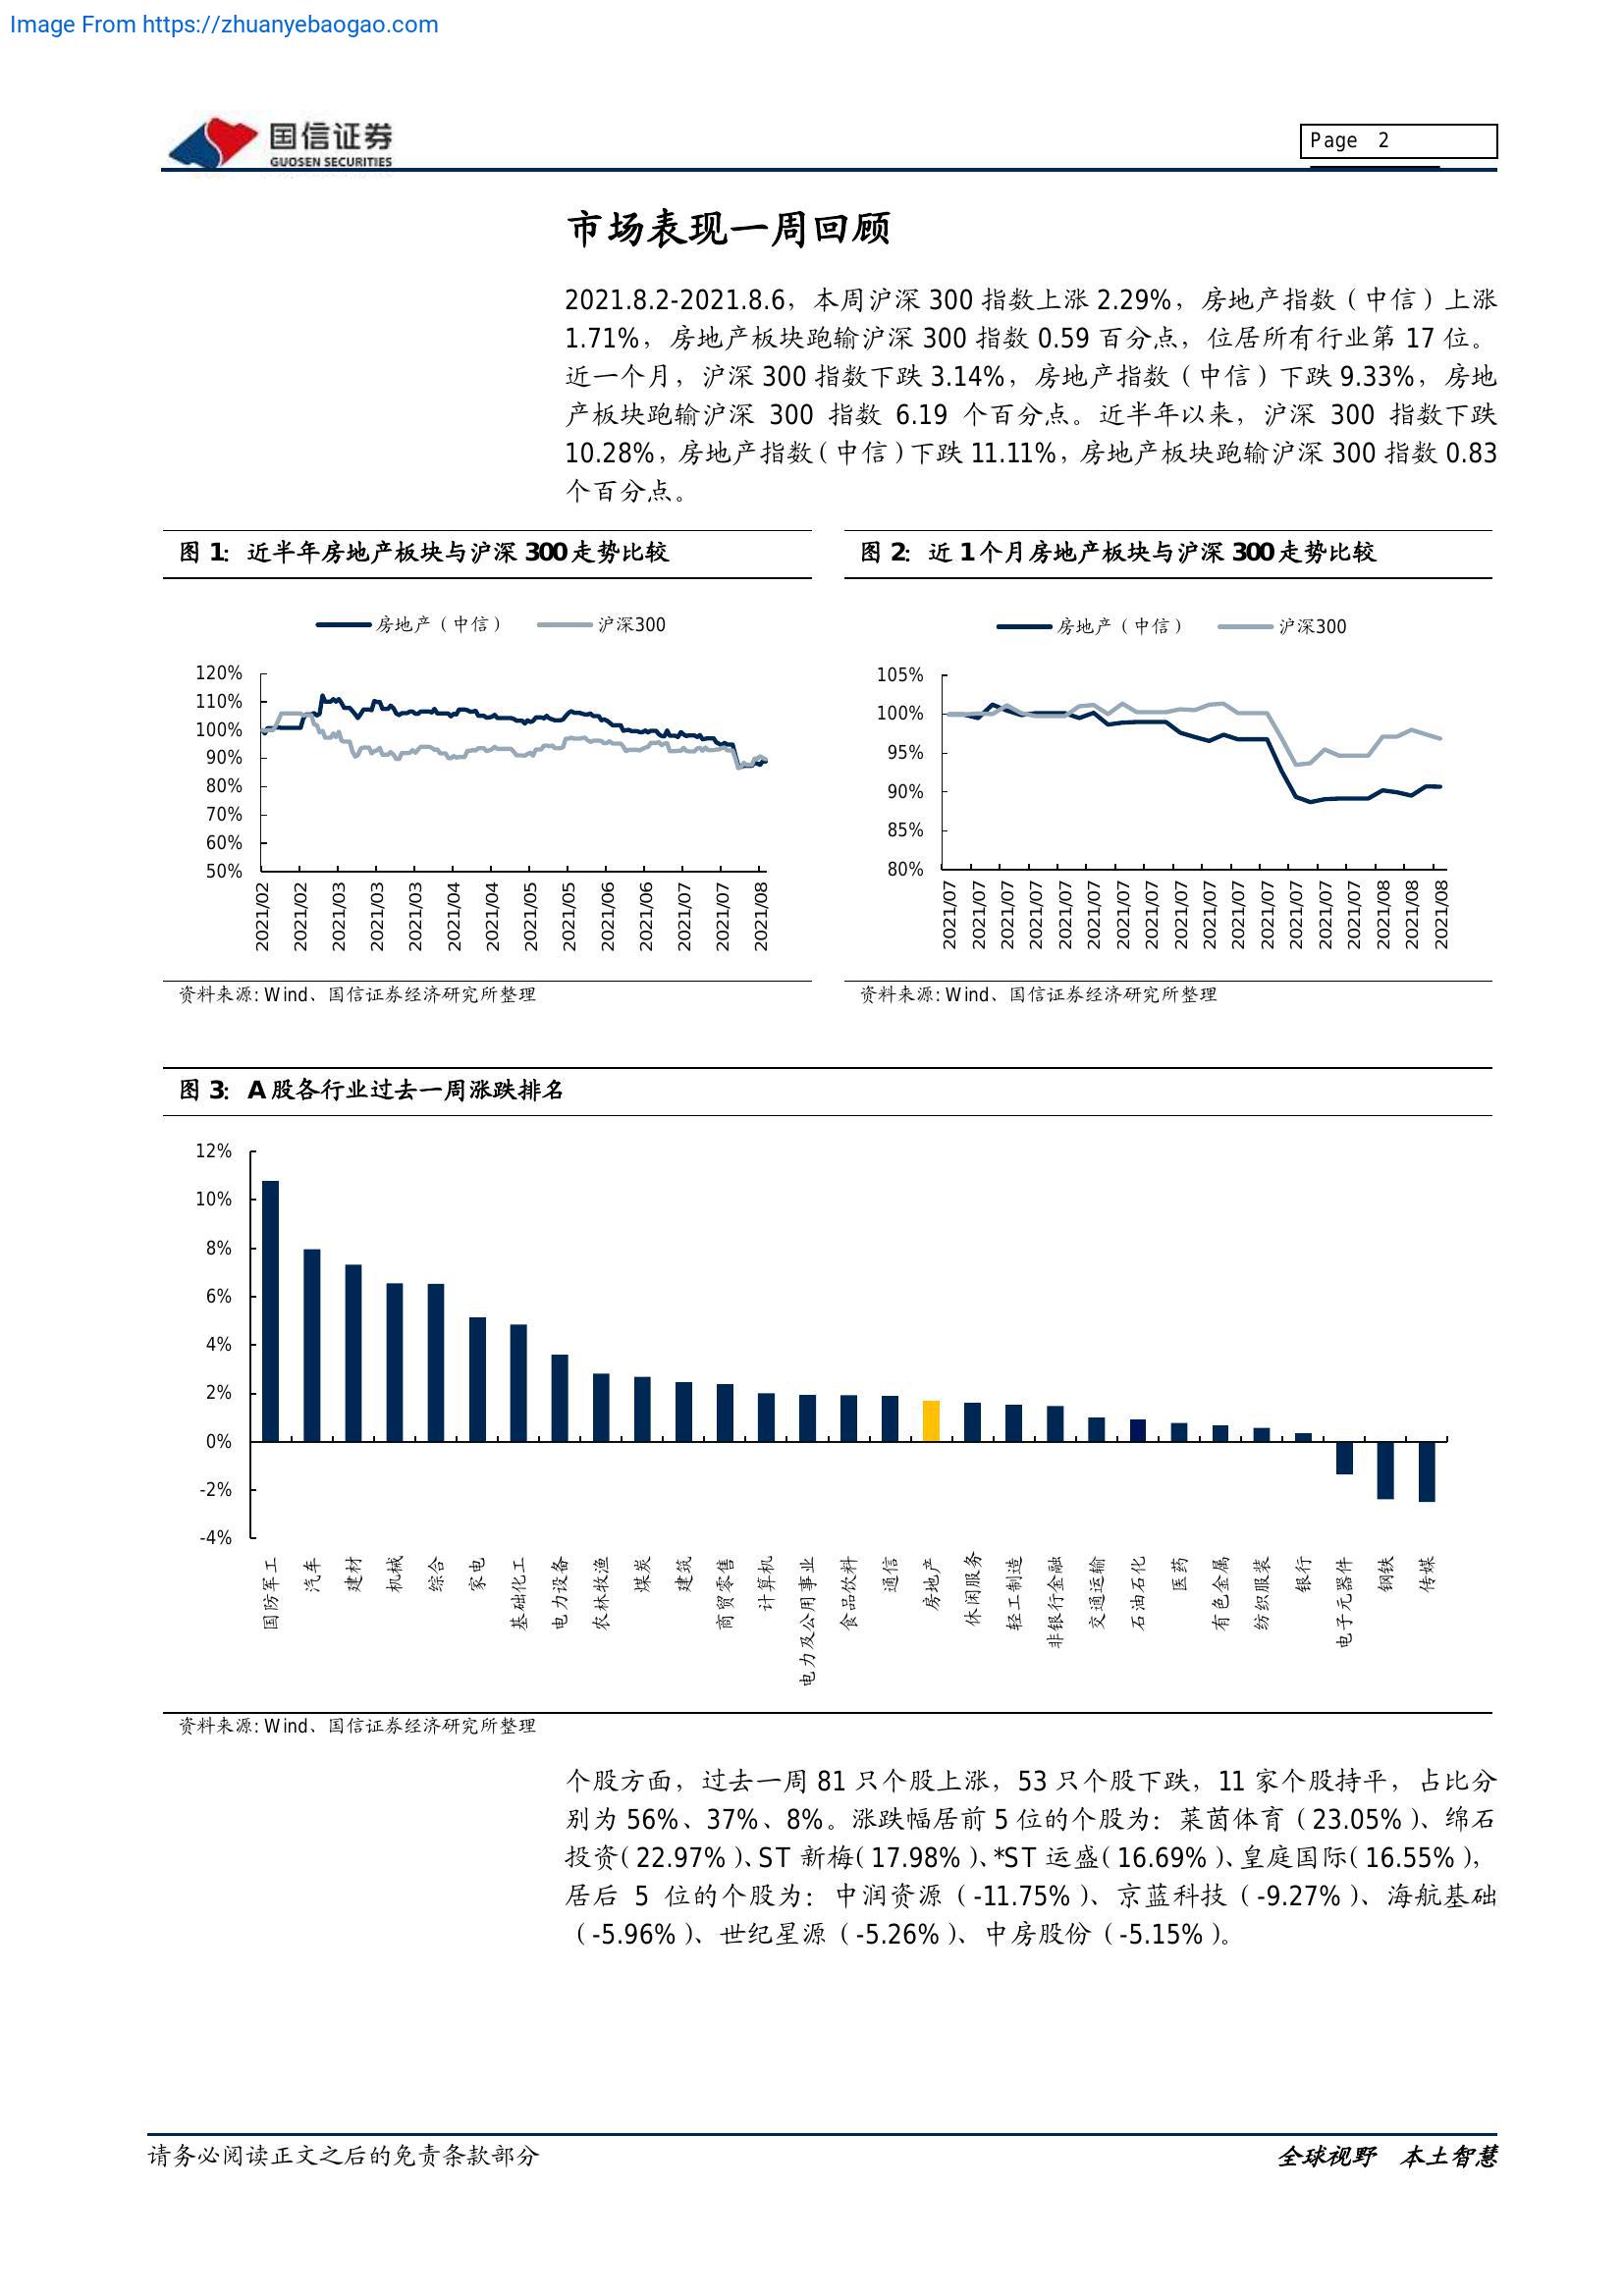 Image From https://zhuanyebaogao.com
国信证券
GUOSEN SECURITIES
Page 2
市场表现一周回顾
2021.8.2-2021.8.6，本周沪深 300 指数上涨 2.29%，房地产指数（中信）上涨
1.71%，房地产板块跑输沪深 300 指数 0.59 百分点，位居所有行业第 17 位。
近一个月，沪深 300 指数下跌 3.14%，房地产指数（中信）下跌 9.33%，房地
产板块跑输沪深 300 指数 6.19 个百分点。近半年以来，沪深 300 指数下跌
10.28%，房地产指数（中信）下跌 11.11%，房地产板块跑输沪深 300 指数 0.83
个百分点。
图 1：近半年房地产板块与沪深 300 走势比较
房地产（中信） 沪深300
120%
110%
100%
90%
80%
70%
60%
50%
2021/02 2021/02 2021/03 2021/03 2021/03 2021/04 2021/04 2021/05 2021/05 2021/06 2021/06 2021/07 2021/07 2021/08
资料来源：Wind、国信证券经济研究所整理
图 2：近 1 个月房地产板块与沪深 300 走势比较
房地产（中信） 沪深300
105%
100%
95%
90%
85%
80%
2021/07 2021/07 2021/07 2021/07 2021/07 2021/07 2021/07 2021/07 2021/07 2021/07 2021/07 2021/07 2021/07 2021/07 2021/07 2021/08 2021/08 2021/08
资料来源：Wind、国信证券经济研究所整理
图 3：A 股各行业过去一周涨跌排名
12%
10%
8%
6%
4%
2%
0%
-2%
-4%
国防军工 汽车 建材 机械 综合 家电 基础化工 电力设备 农林牧渔 煤炭 建筑 商贸零售 计算机 电力及公用事业 食品饮料 通信 房地产 休闲服务 轻工制造 非银行金融 交通运输 石油石化 医药 有色金属 纺织服装 银行 电子元器件 钢铁 传媒
资料来源：Wind、国信证券经济研究所整理
个股方面，过去一周 81 只个股上涨，53 只个股下跌，11 家个股持平，占比分
别为 56%、37%、8%。涨跌幅居前 5 位的个股为：莱茵体育（23.05%）、绵石
投资（22.97%）、ST 新梅（17.98%）、*ST 运盛（16.69%）、皇庭国际（16.55%），
居后 5 位的个股为：中润资源（-11.75%）、京蓝科技（-9.27%）、海航基础
（-5.96%）、世纪星源（-5.26%）、中房股份（-5.15%）。
请务必阅读正文之后的免责条款部分
全球视野 本土智慧